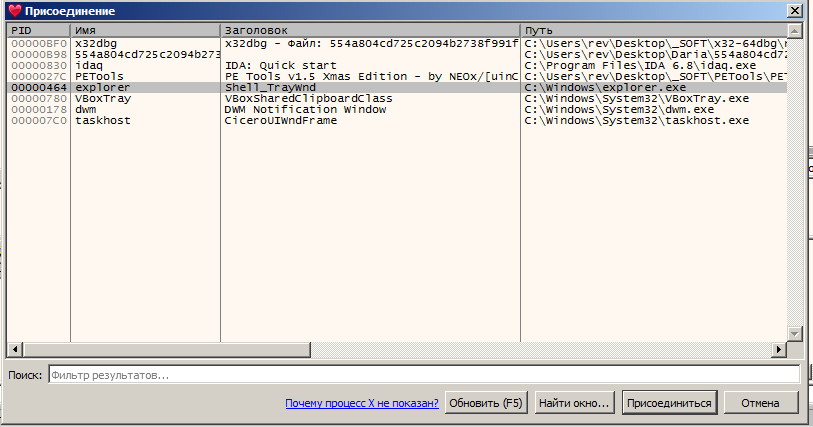 Присоединение
PID Имя Заголовок Путь
00000BF0 x32dbg x32dbg - Файл: 554a804cd725c2094b2738f991f C:\Users\rev\Desktop\_SOFT\x32-64dbg\
00000B98 554a804cd725c2094b273 C:\Users\rev\Desktop\Daria\554a804cd72
00000830 idaq IDA: Quick start C:\Program Files\IDA 6.8\idaq.exe
0000027C PETools PE Tools v1.5 Xmas Edition - by NEOx/[uinC C:\Users\rev\Desktop\_SOFT\PETools\PET
00000464 explorer Shell_TrayWnd C:\Windows\explorer.exe
00000780 VBoxTray VBoxSharedClipboardClass C:\Windows\System32\VBoxTray.exe
00000178 dwm DWM Notification Window C:\Windows\System32\dwm.exe
000007C0 taskhost CiceroUIWndFrame C:\Windows\System32\taskhost.exe
Поиск: Фильтр результатов...
Почему процесс X не показан? Обновить (F5) Найти окно... Присоединиться Отмена